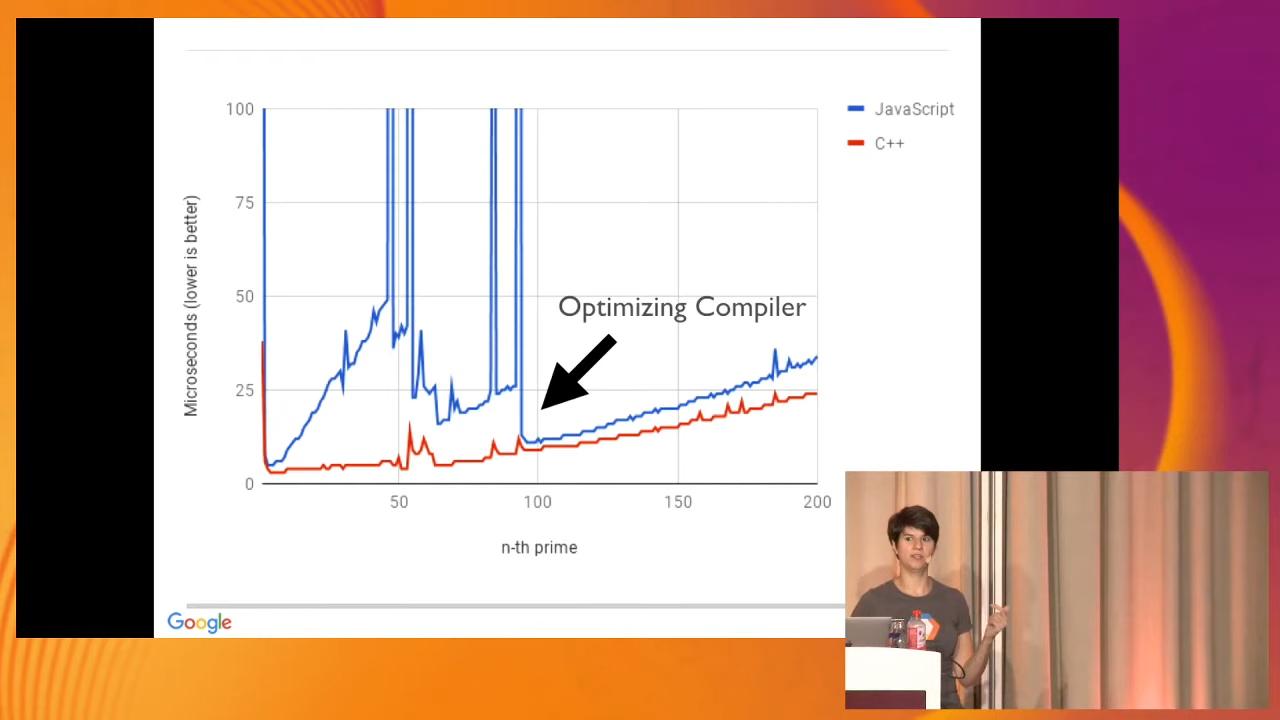 100
75
50
25
0
Microseconds (lower is better)
JavaScript
C++
Optimizing Compiler
50
100
150
200
n-th prime
Google